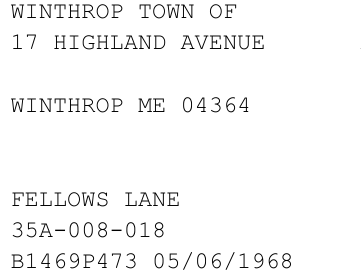 WINTHROP TOWN OF
17 HIGHLAND AVENUE
WINTHROP ME 04364
FELLOWS LANE
35A-008-018
B1469P473 05/06/1968